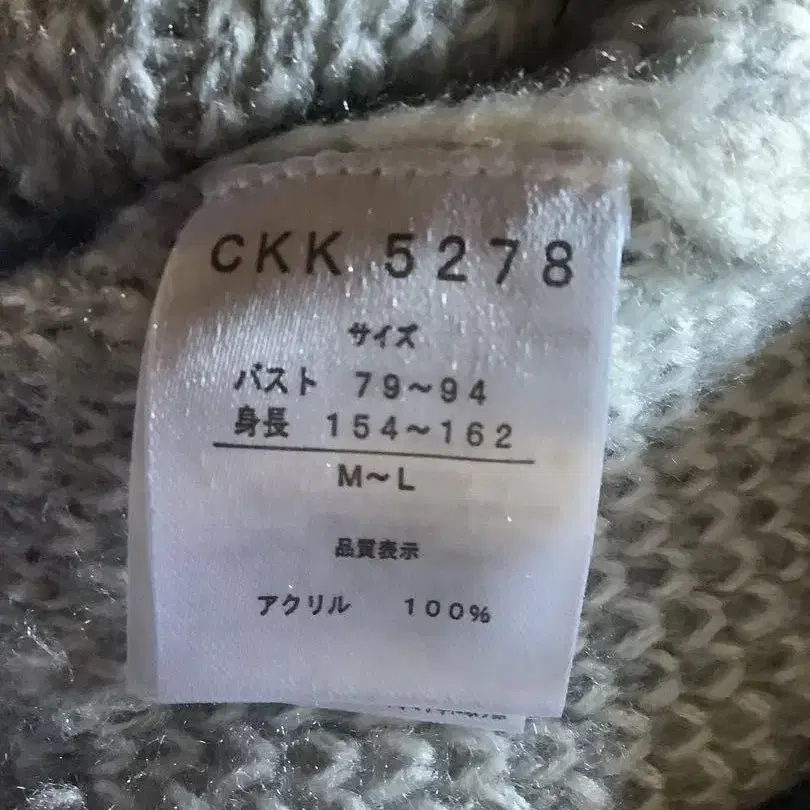 CKK 5278
サイズ
バスト 79～94
身長 154～162
M～L
品質表示
アクリル 100%